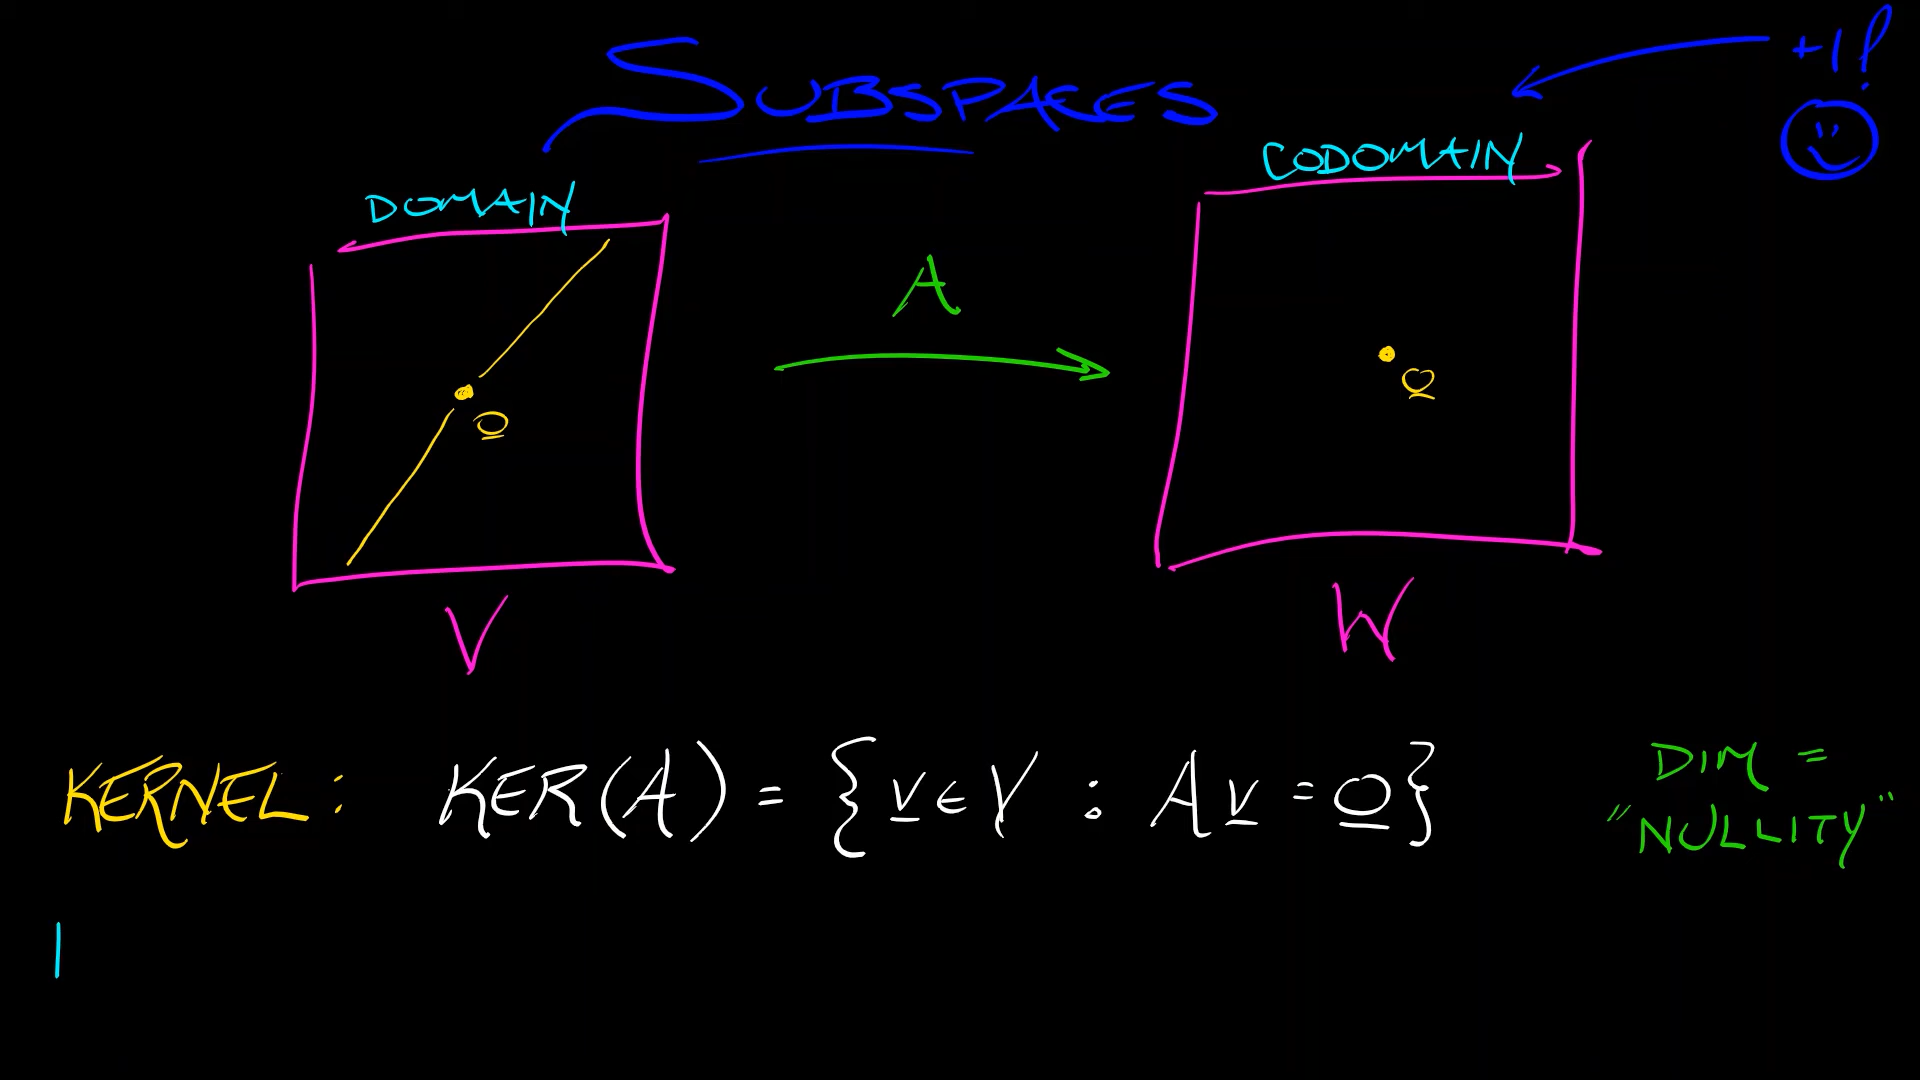 SUBSPACES
+1!
DOMAIN
CODOMAIN
A
0
0
V
W
KERNEL: KER(A) = {v ∈ V : Av = 0}
DIM =
"NULLITY"
I